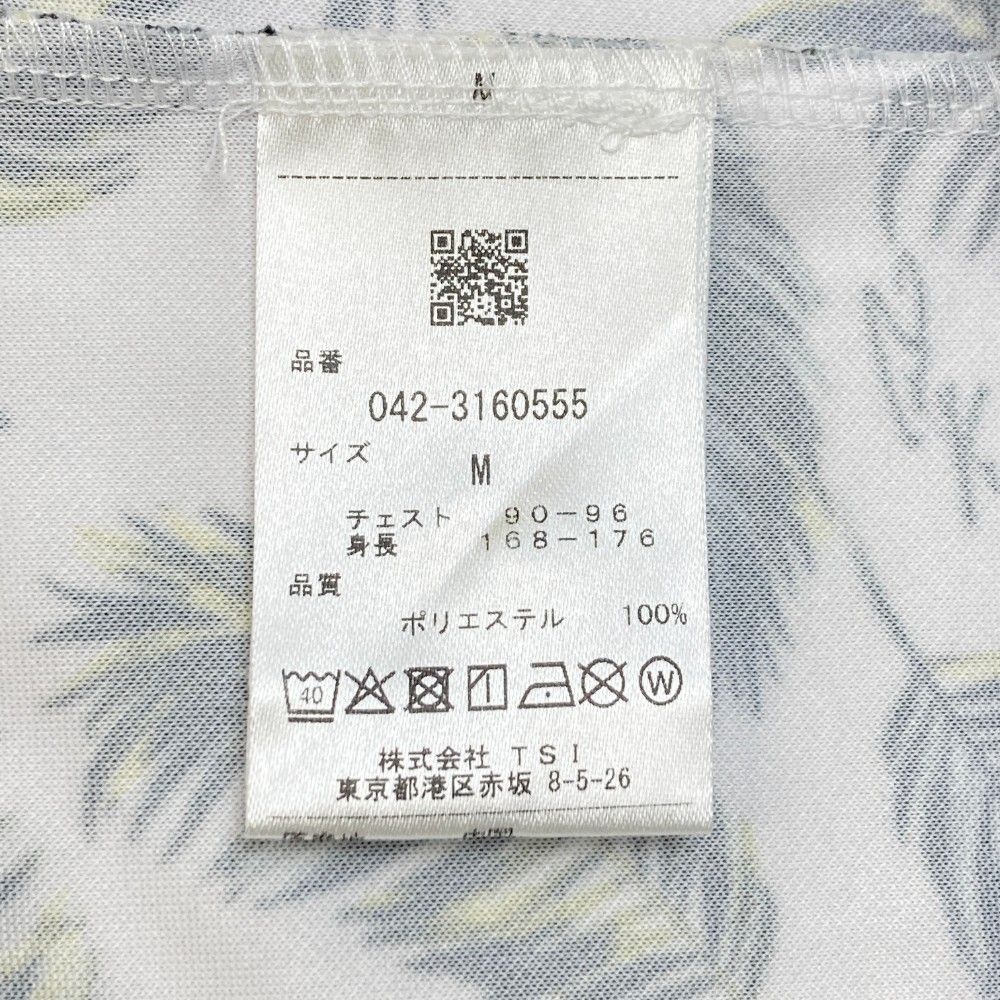 品番
042-3160555
サイズ
M
チェスト 90-96
身長 168-176
品質
ポリエステル 100%
40
W
株式会社 TSI
東京都港区赤坂 8-5-26